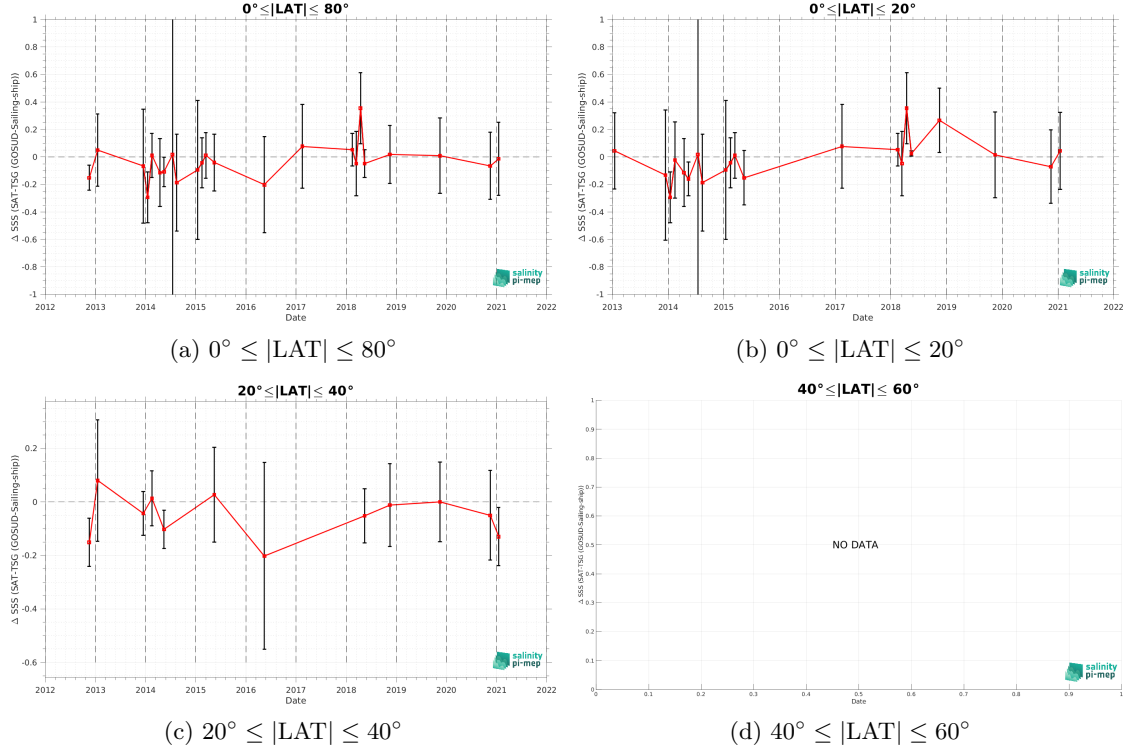 0°≤|LAT|≤ 80°
Δ SSS (SAT-TSG (GOSUD-Sailing-ship))
1
0.8
0.6
0.4
0.2
0
-0.2
-0.4
-0.6
-0.8
-1
2012 2013 2014 2015 2016 2017 2018 2019 2020 2021 2022
Date
salinity
pi-mep
(a) 0° ≤ |LAT| ≤ 80°
0°≤|LAT|≤ 20°
Δ SSS (SAT-TSG (GOSUD-Sailing-ship))
1
0.8
0.6
0.4
0.2
0
-0.2
-0.4
-0.6
-0.8
-1
2013 2014 2015 2016 2017 2018 2019 2020 2021 2022
Date
salinity
pi-mep
(b) 0° ≤ |LAT| ≤ 20°
20°≤|LAT|≤ 40°
Δ SSS (SAT-TSG (GOSUD-Sailing-ship))
0.2
0
-0.2
-0.4
-0.6
2012 2013 2014 2015 2016 2017 2018 2019 2020 2021 2022
Date
salinity
pi-mep
(c) 20° ≤ |LAT| ≤ 40°
40°≤|LAT|≤ 60°
Δ SSS (SAT-TSG (GOSUD-Sailing-ship))
1
0.9
0.8
0.7
0.6
0.5
0.4
0.3
0.2
0.1
0
NO DATA
0 0.1 0.2 0.3 0.4 0.5 0.6 0.7 0.8 0.9 1
Date
salinity
pi-mep
(d) 40° ≤ |LAT| ≤ 60°